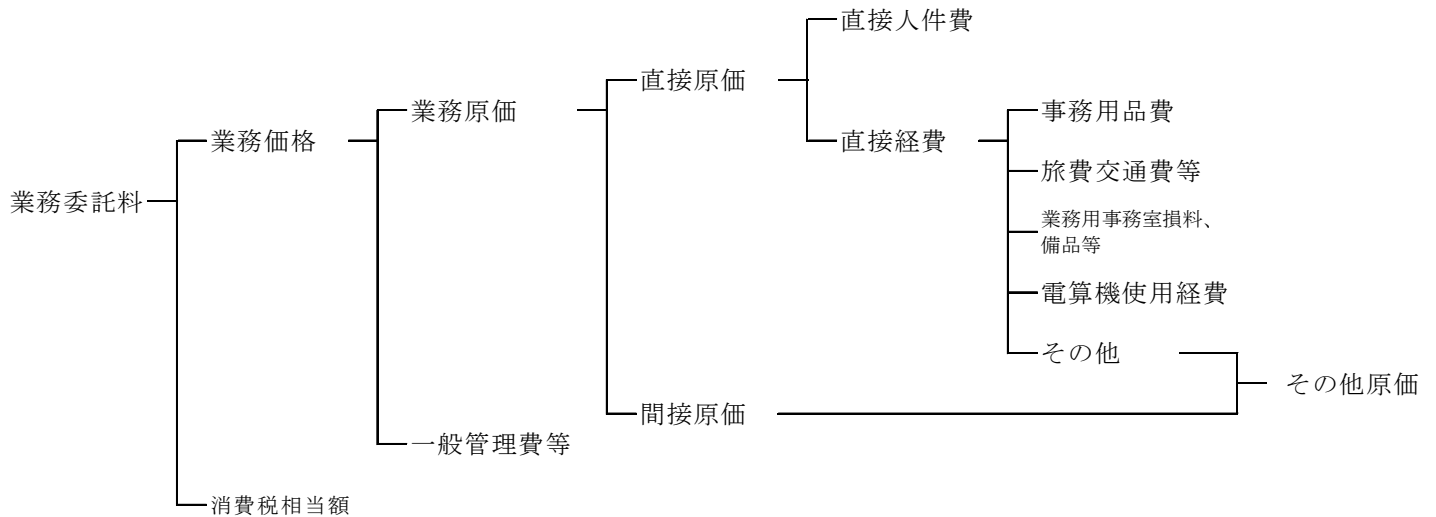 直接人件費
直接原価
業務原価
事務用品費
業務価格
直接経費
旅費交通費等
業務委託料
業務用事務室損料、
備品等
電算機使用経費
その他
その他原価
間接原価
一般管理費等
消費税相当額